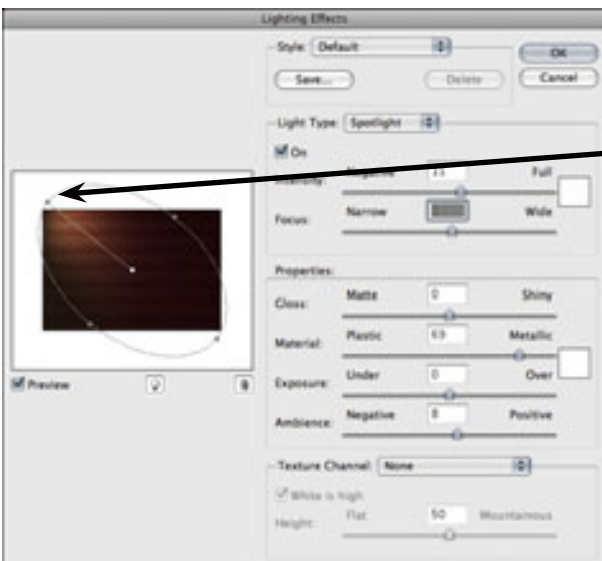 Lighting Effects
Style: Default
OK
Save...
Delete
Cancel
Light Type: Spotlight
On
Intensity: Negative Full
Focus: Narrow Wide
Properties:
Gloss: Matte 0 Shiny
Material: Plastic 69 Metallic
Preview
Exposure: Under 0 Over
Ambience: Negative 8 Positive
Texture Channel: None
White is high
Height: Flat 50 Mountainous